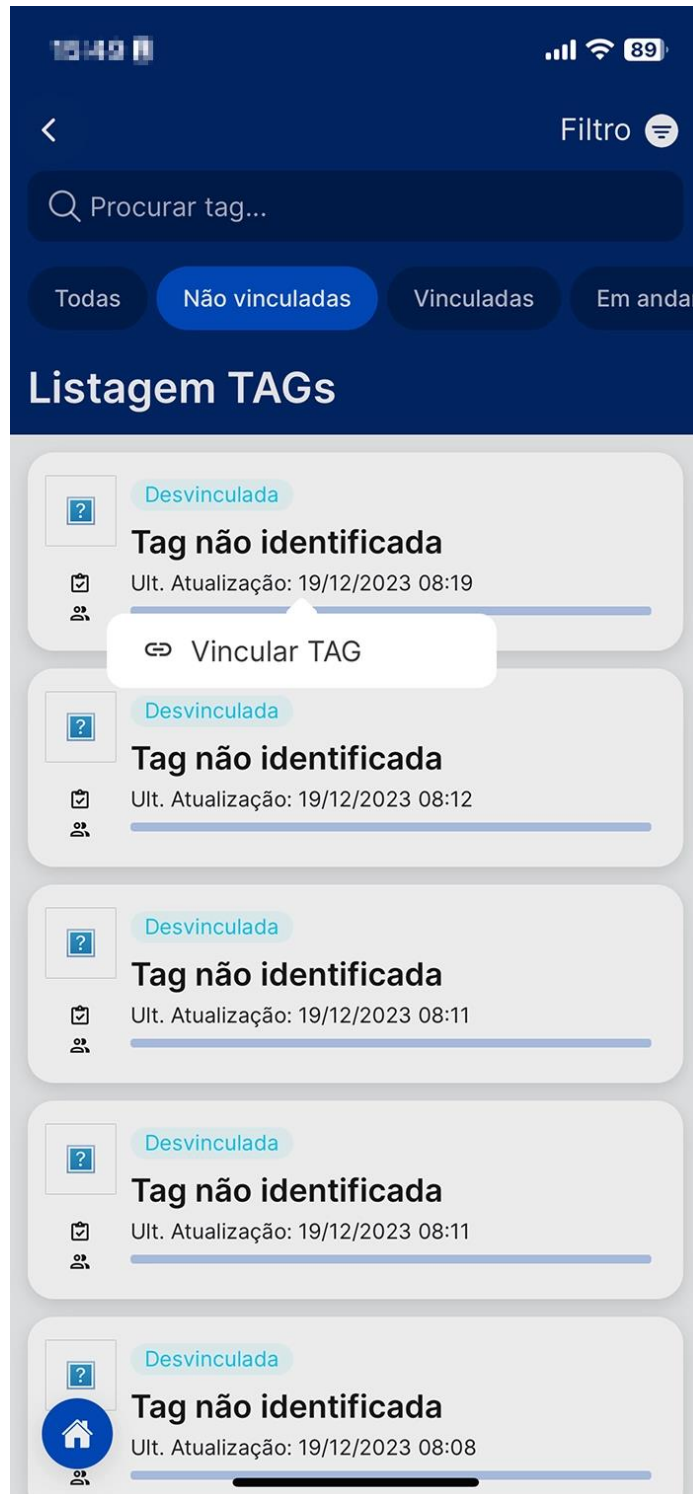 89
Filtro
Procurar tag...
Todas Não vinculadas Vinculadas Em anda
Listagem TAGs
Desvinculada
Tag não identificada
Ult. Atualização: 19/12/2023 08:19
Vincular TAG
Desvinculada
Tag não identificada
Ult. Atualização: 19/12/2023 08:12
Desvinculada
Tag não identificada
Ult. Atualização: 19/12/2023 08:11
Desvinculada
Tag não identificada
Ult. Atualização: 19/12/2023 08:11
Desvinculada
Tag não identificada
Ult. Atualização: 19/12/2023 08:08